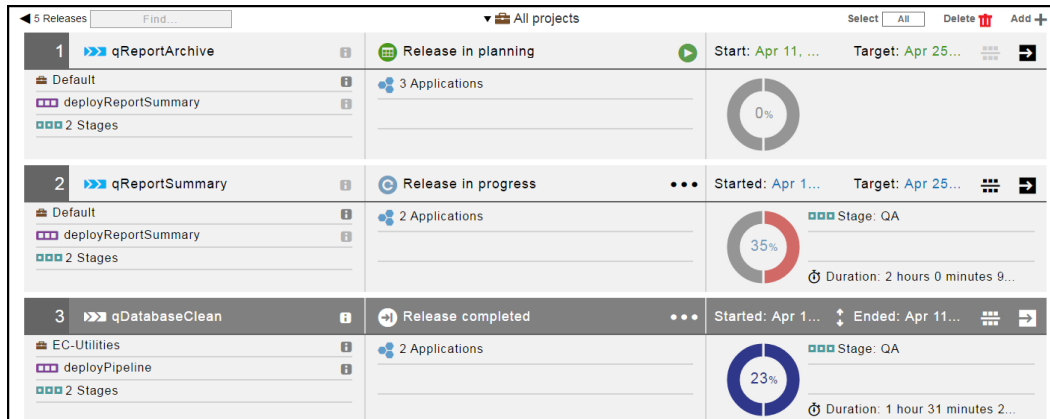 5 Releases Find... All projects Select All Delete Add
1 qReportArchive Release in planning Start: Apr 11, ... Target: Apr 25...
Default 3 Applications
deployReportSummary 0%
2 Stages
2 qReportSummary Release in progress Started: Apr 1... Target: Apr 25...
Default 2 Applications Stage: QA
deployReportSummary 35%
2 Stages Duration: 2 hours 0 minutes 9...
3 qDatabaseClean Release completed Started: Apr 1... Ended: Apr 11...
EC-Utilities 2 Applications Stage: QA
deployPipeline 23%
2 Stages
Duration: 1 hour 31 minutes 2...